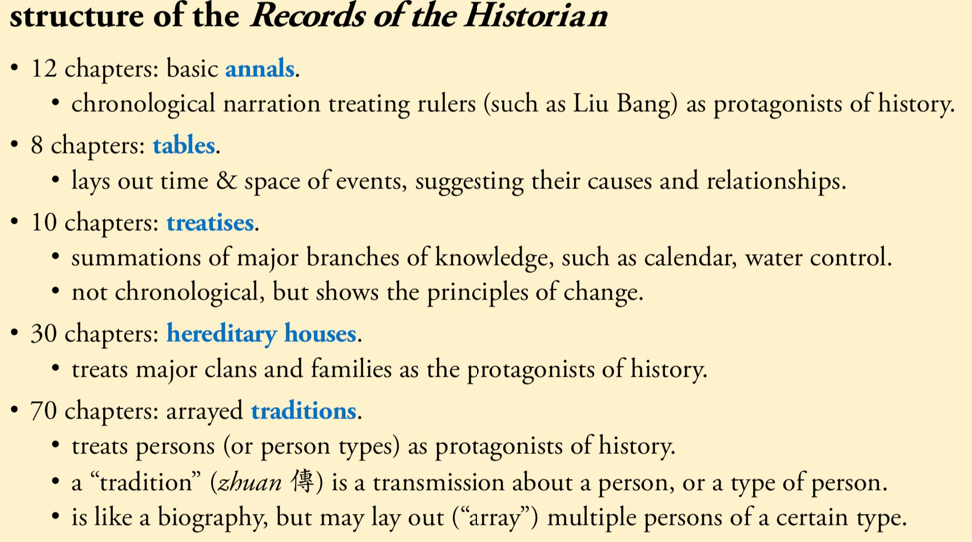 structure of the Records of the Historian
• 12 chapters: basic annals.
• chronological narration treating rulers (such as Liu Bang) as protagonists of history.
• 8 chapters: tables.
• lays out time & space of events, suggesting their causes and relationships.
• 10 chapters: treatises.
• summations of major branches of knowledge, such as calendar, water control.
• not chronological, but shows the principles of change.
• 30 chapters: hereditary houses.
• treats major clans and families as the protagonists of history.
• 70 chapters: arrayed traditions.
• treats persons (or person types) as protagonists of history.
• a “tradition” (zhuan 傳) is a transmission about a person, or a type of person.
• is like a biography, but may lay out (“array”) multiple persons of a certain type.